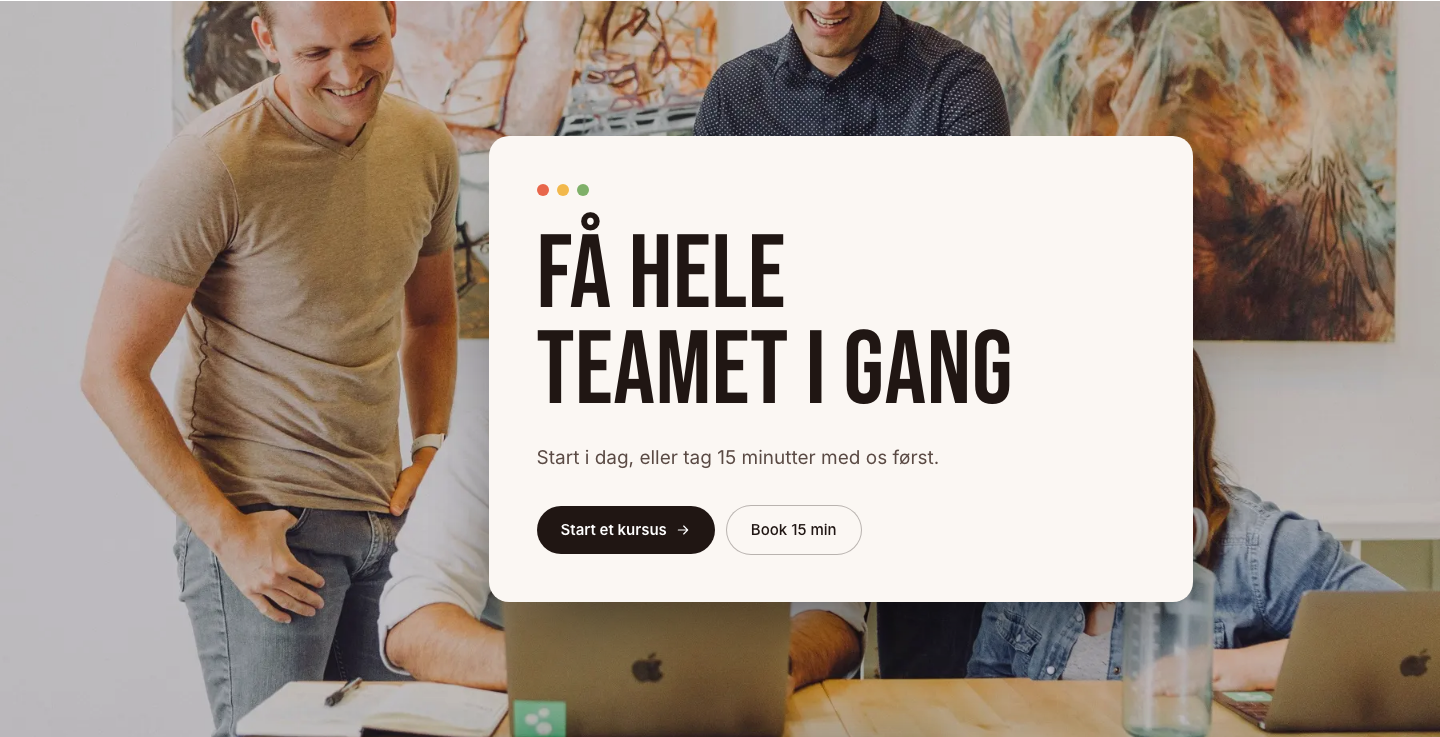 FÅ HELE
TEAMET I GANG
Start i dag, eller tag 15 minutter med os først.
Start et kursus →
Book 15 min